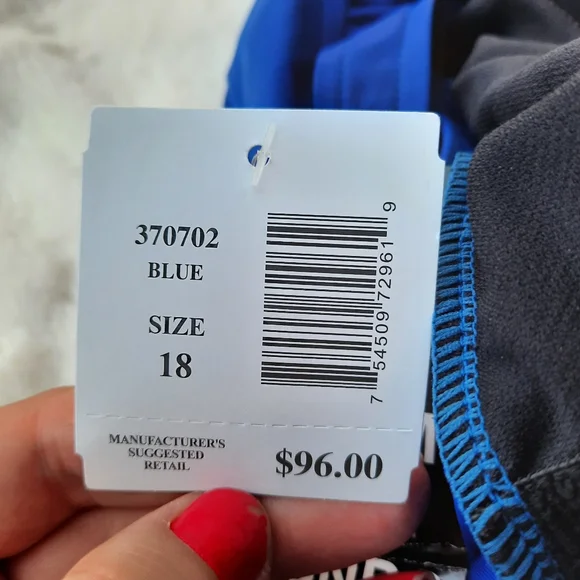 370702
BLUE
SIZE
18
7 54509 72961 9
MANUFACTURER'S
SUGGESTED
RETAIL
$96.00